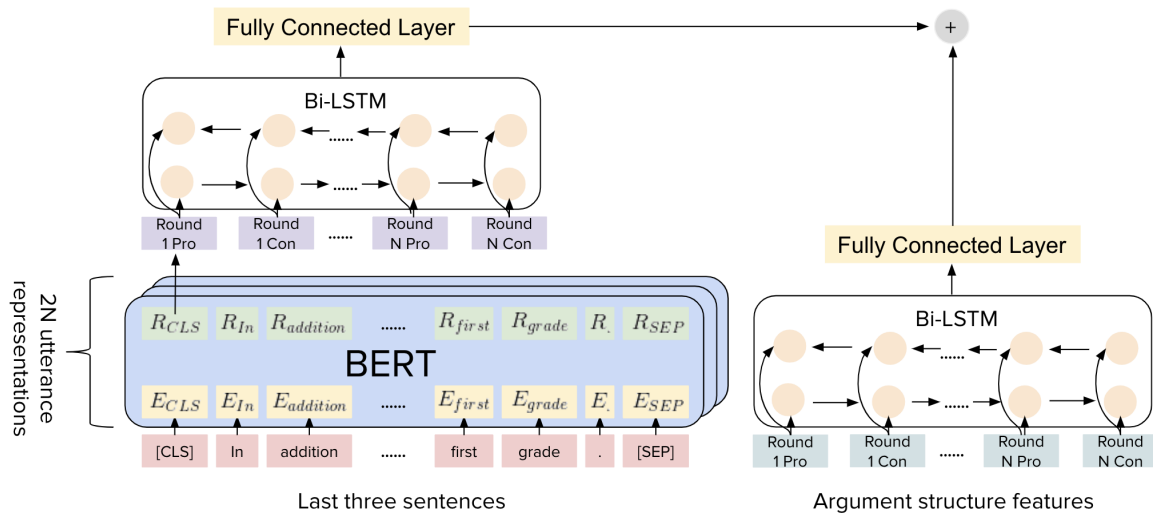 Fully Connected Layer
+
Bi-LSTM
......
......
Round 1 Pro
Round 1 Con
......
Round N Pro
Round N Con
2N utterance representations
R_CLS R_In R_addition ...... R_first R_grade R_. R_SEP
BERT
E_CLS E_In E_addition ...... E_first E_grade E_. E_SEP
[CLS] In addition ...... first grade . [SEP]
Last three sentences
Fully Connected Layer
Bi-LSTM
......
......
Round 1 Pro
Round 1 Con
......
Round N Pro
Round N Con
Argument structure features